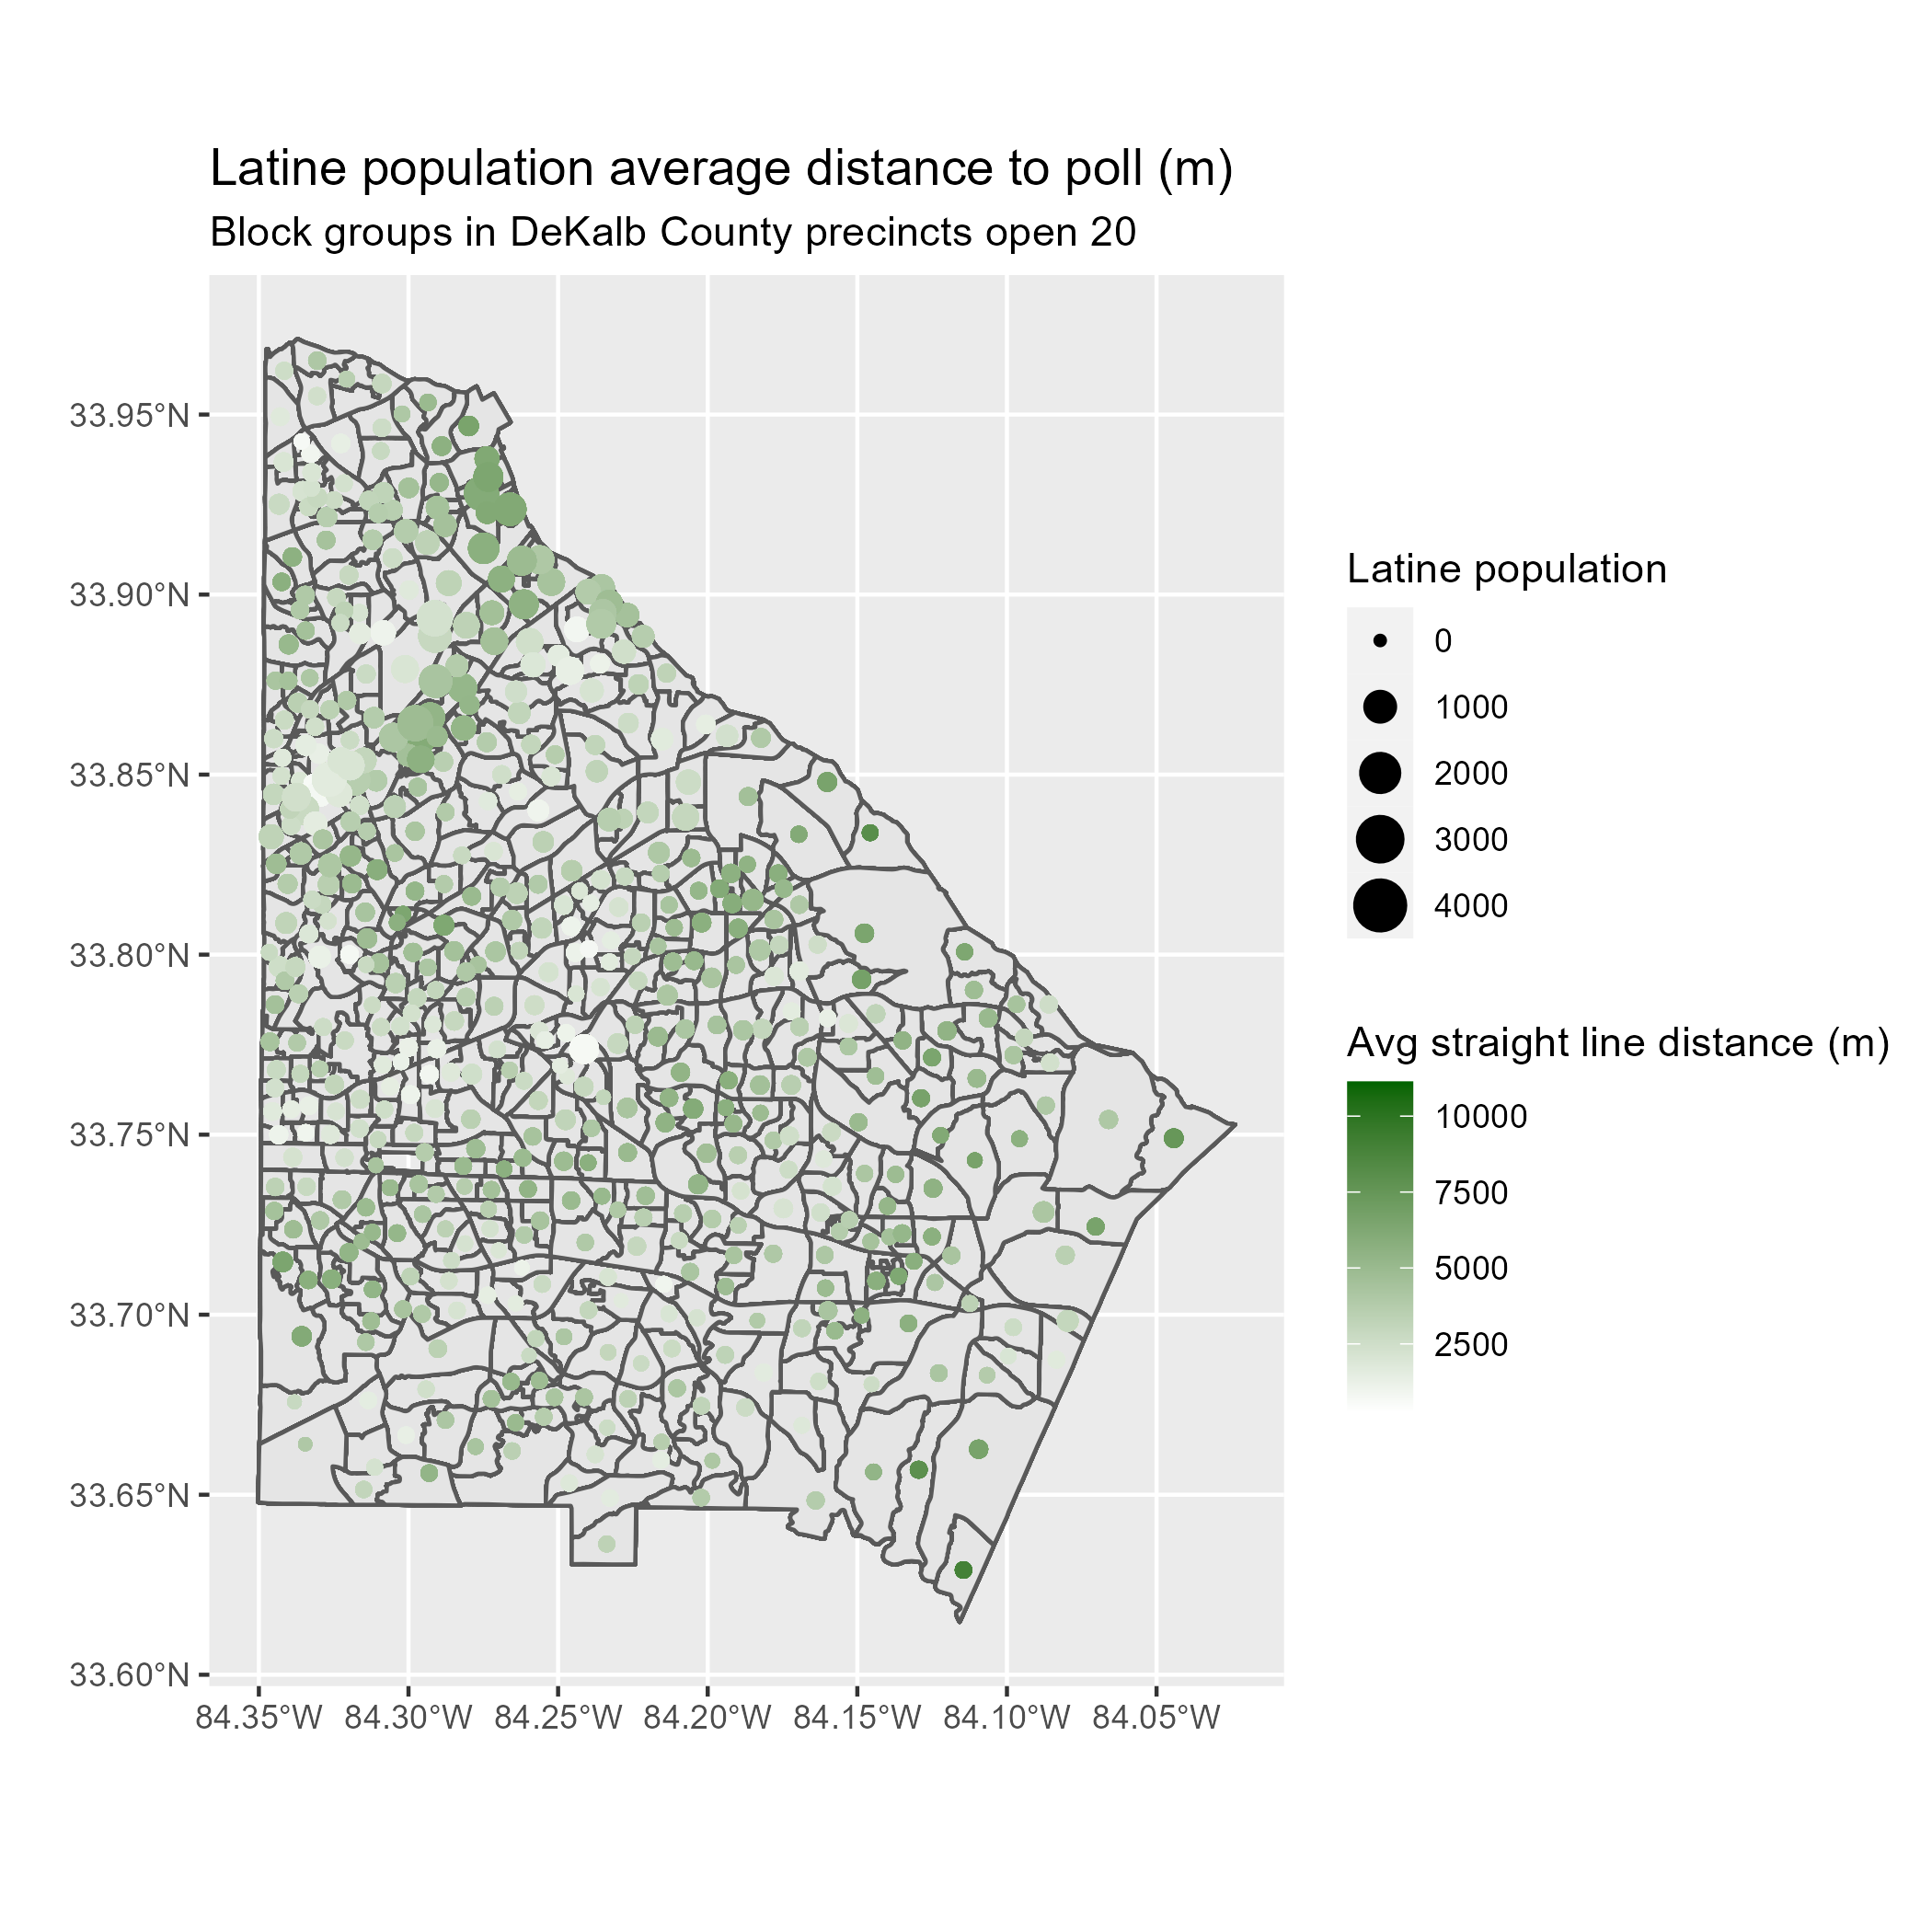 Latine population average distance to poll (m)
Block groups in DeKalb County precincts open 20
33.95°N
33.90°N
33.85°N
33.80°N
33.75°N
33.70°N
33.65°N
33.60°N
84.35°W 84.30°W 84.25°W 84.20°W 84.15°W 84.10°W 84.05°W
Latine population
0
1000
2000
3000
4000
Avg straight line distance (m)
10000
7500
5000
2500